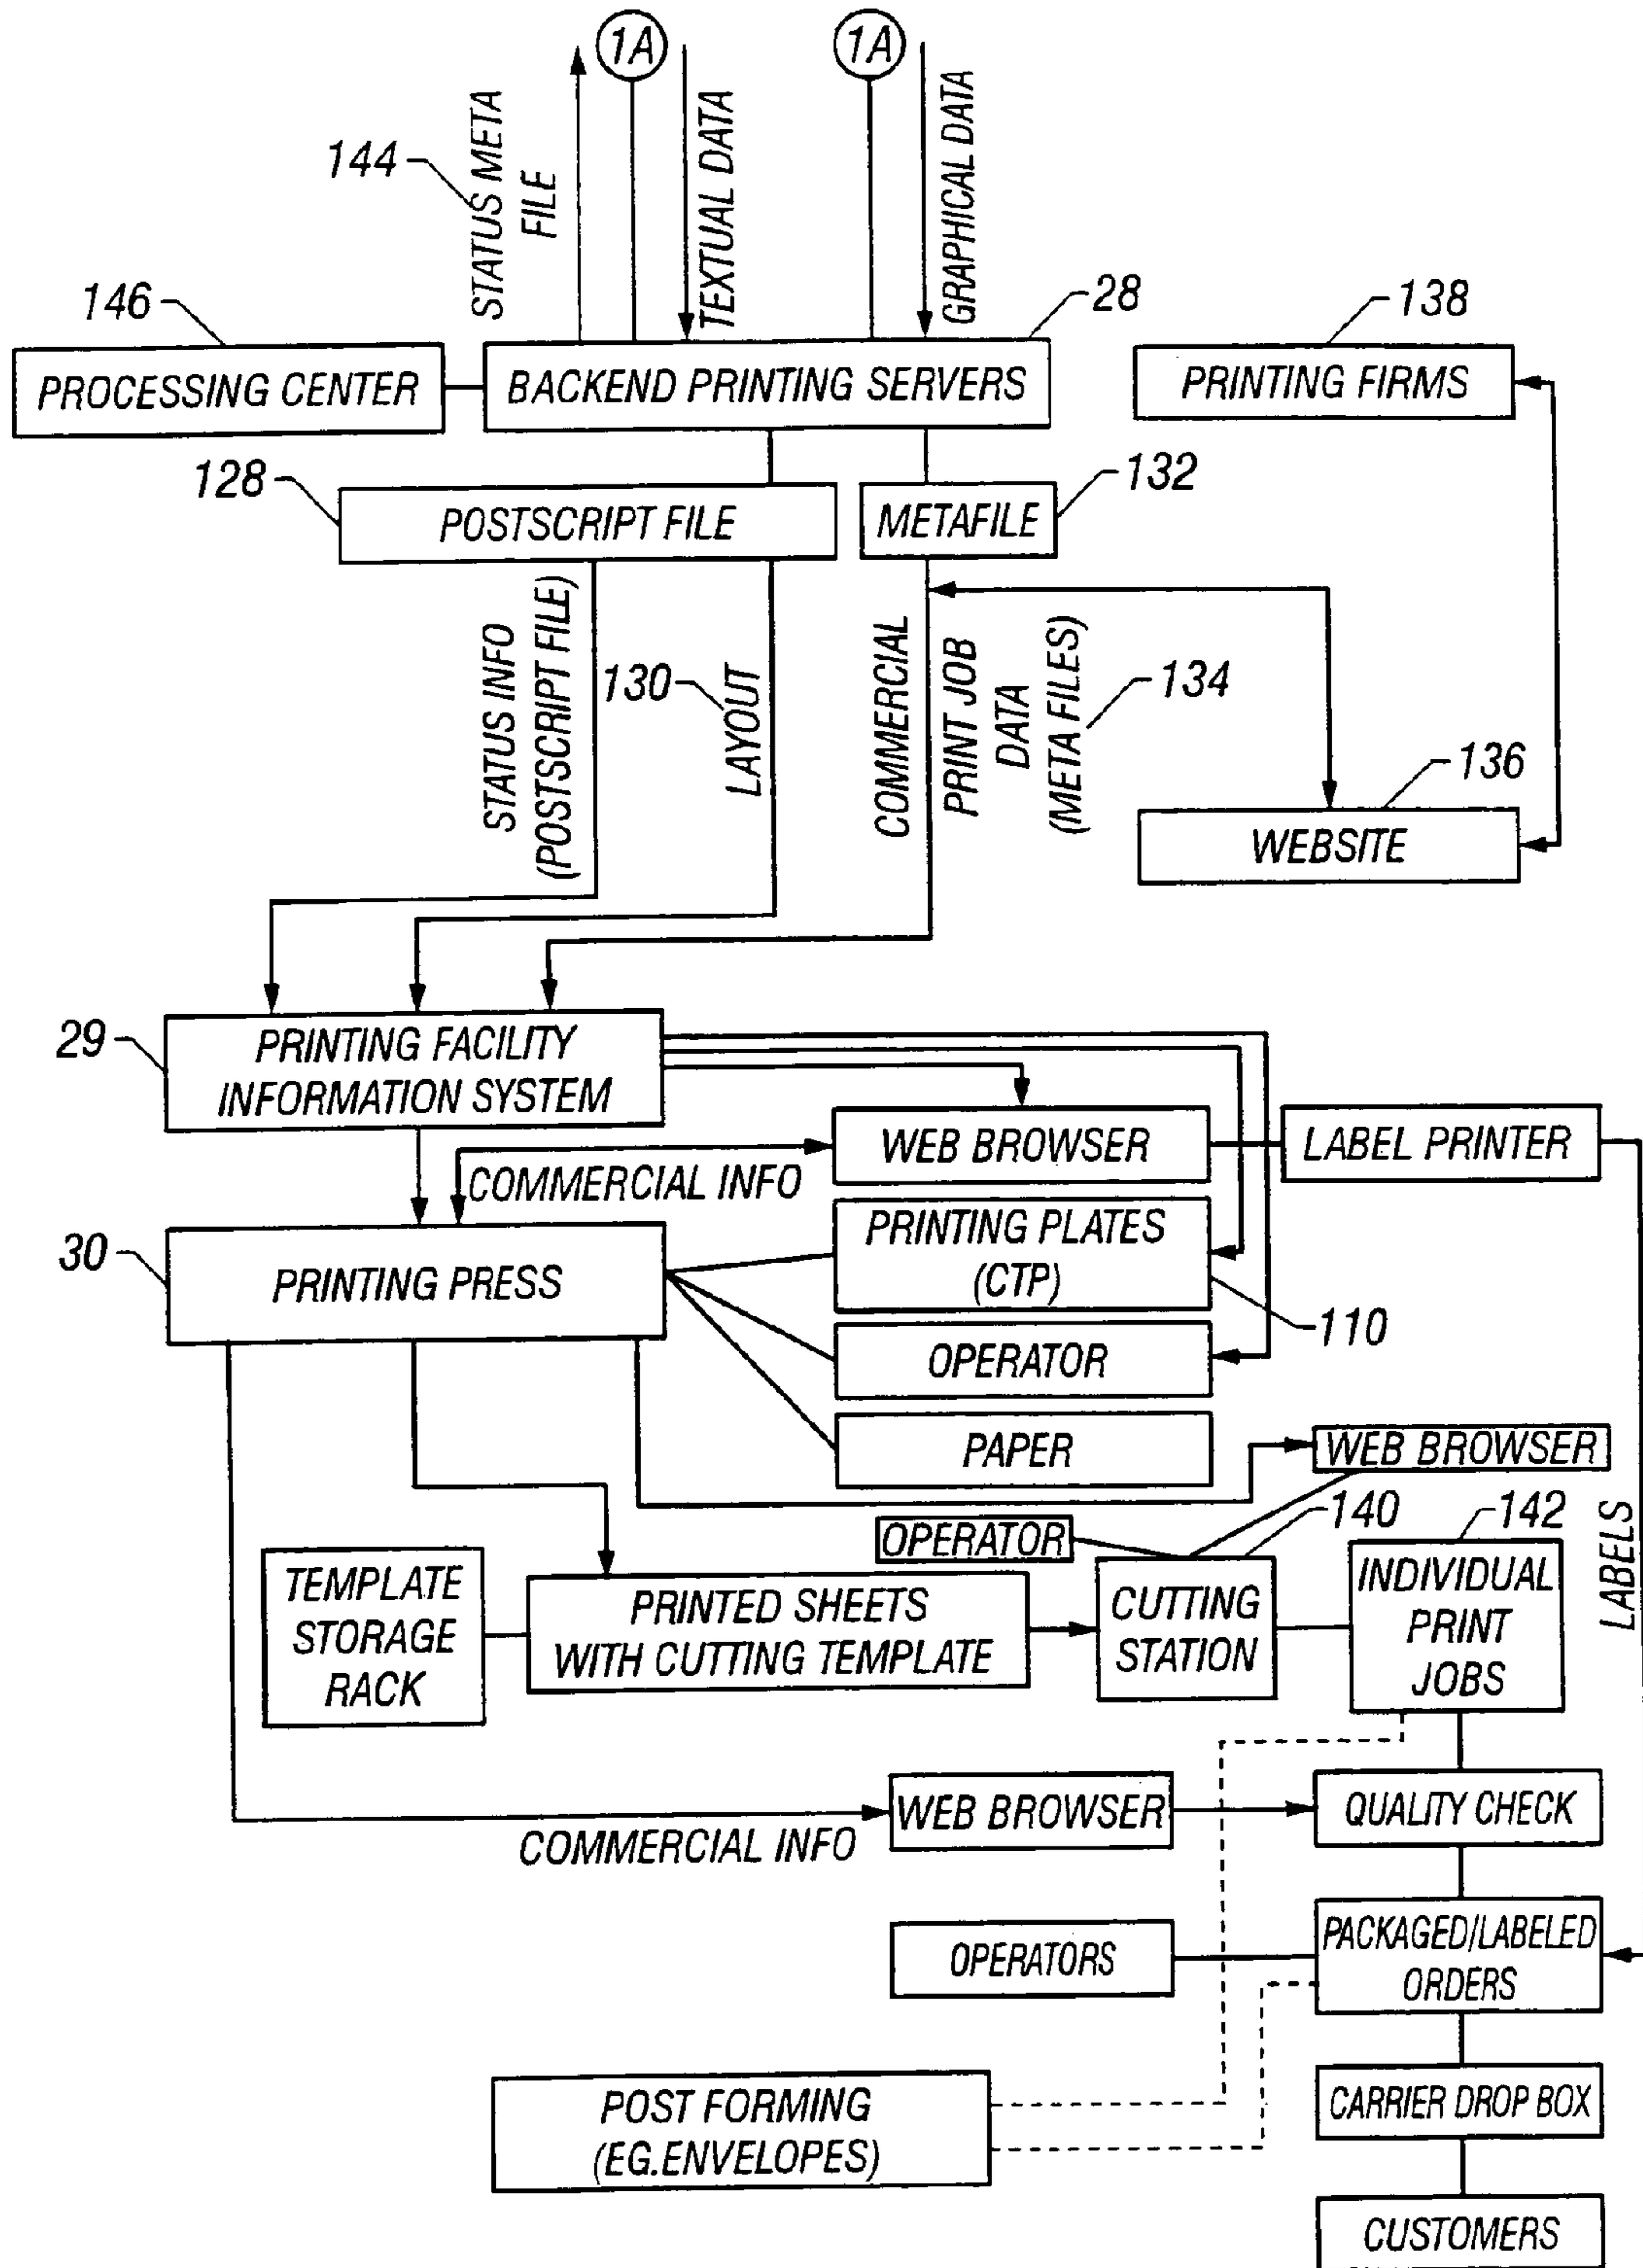 1A
1A
144
STATUS META
FILE
TEXTUAL DATA
GRAPHICAL DATA
146
28
138
PROCESSING CENTER
BACKEND PRINTING SERVERS
PRINTING FIRMS
128
132
POSTSCRIPT FILE
METAFILE
STATUS INFO
(POSTSCRIPT FILE)
130
LAYOUT
COMMERCIAL
PRINT JOB
DATA
(META FILES)
134
136
WEBSITE
29
PRINTING FACILITY
INFORMATION SYSTEM
WEB BROWSER
LABEL PRINTER
COMMERCIAL INFO
30
PRINTING PRESS
PRINTING PLATES
(CTP)
110
OPERATOR
PAPER
WEB BROWSER
OPERATOR
140
142
LABELS
TEMPLATE
STORAGE
RACK
PRINTED SHEETS
WITH CUTTING TEMPLATE
CUTTING
STATION
INDIVIDUAL
PRINT
JOBS
WEB BROWSER
QUALITY CHECK
COMMERCIAL INFO
OPERATORS
PACKAGED/LABELED
ORDERS
POST FORMING
(EG.ENVELOPES)
CARRIER DROP BOX
CUSTOMERS